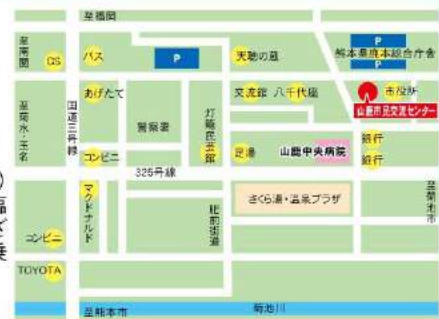 至福岡
至南関
GS
バス
P
天聴の蔵
P
熊本県鹿本総合庁舎
市役所
あげたて
交流館 八千代座
山鹿市民交流センター
至菊水・玉名
国道三号線
警察署
灯籠民芸館
足湯
山鹿中央病院
銀行
銀行
コンビニ
325号線
マクドナルド
肥前街道
さくら湯・温泉プラザ
至菊池市
コンビニ
TOYOTA
至熊本市
菊池川